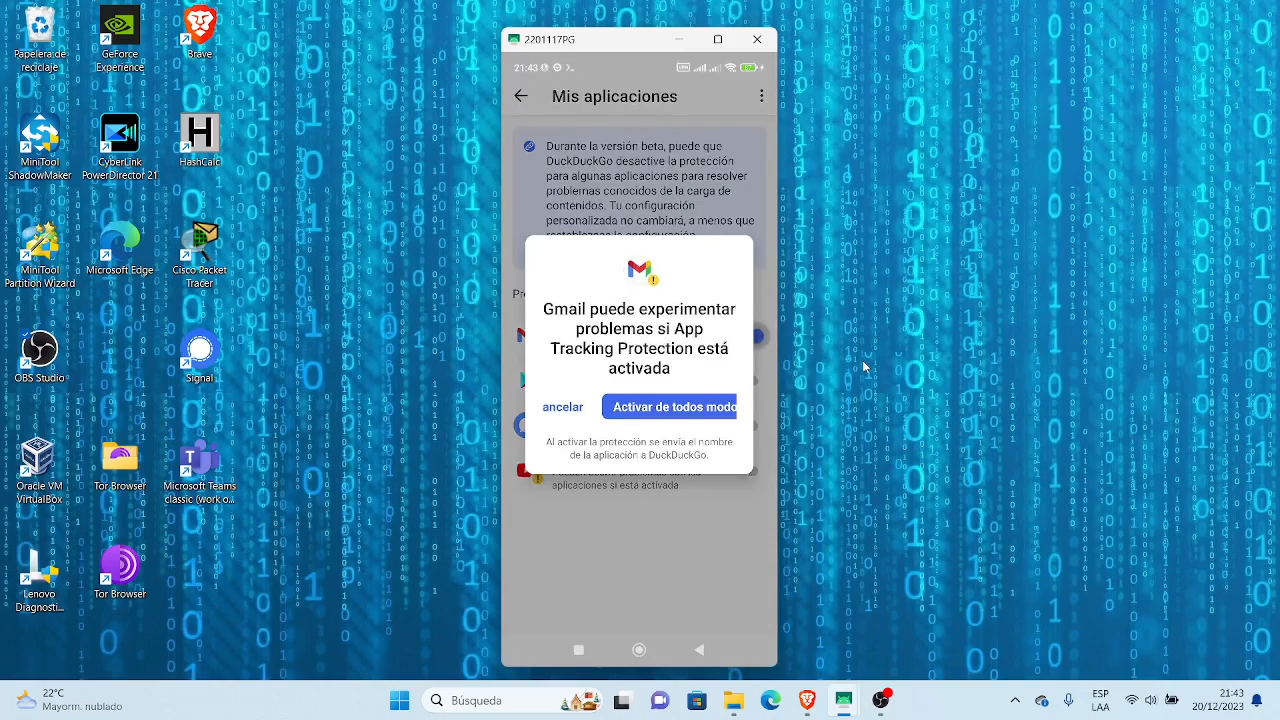 Papelera de
reciclaje
GeForce
Experience
Brave
MiniTool
ShadowMaker
CyberLink
PowerDirector 21
HashCalc
MiniTool
Partition Wizard
Microsoft Edge
Cisco Packet
Tracer
OBS Studio
Signal
Oracle VM
VirtualBox
Tor Browser
Microsoft Teams
classic (work o...
Lenovo
Diagnosti...
Tor Browser
2201117PG
21:43
VPN
87
Mis aplicaciones
Durante la versión beta, puede que
DuckDuckGo desactive la protección
para algunas aplicaciones para resolver
problemas conocidos de la carga de
contenidos. Tu configuración
personalizada no cambiará, a menos que
restablezcas la configuración
Gmail puede experimentar
problemas si App
Tracking Protection está
activada
ancelar
Activar de todos modo
Al activar la protección se envía el nombre
de la aplicación a DuckDuckGo.
aplicaciones si está activada
22°C
Mayorm. nublado
Búsqueda
ESP
LAA
21:43
20/12/2023